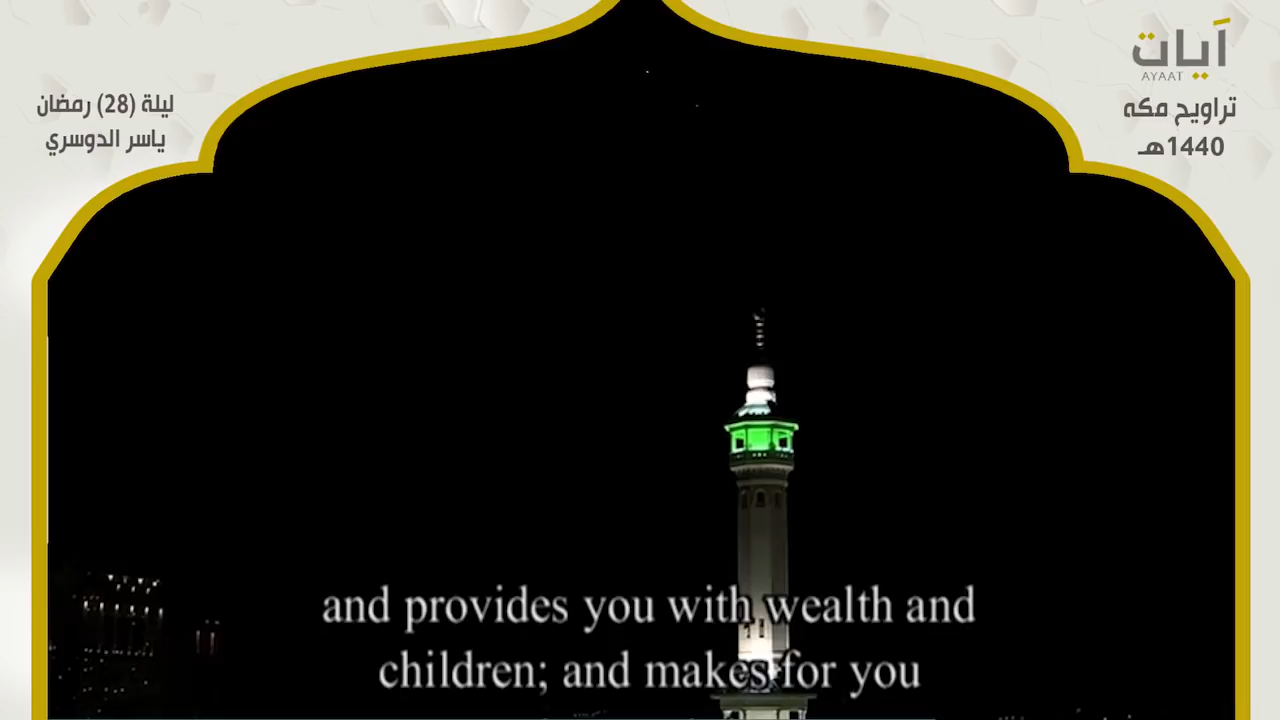 آيات
AYAAT
تراويح مكه
1440هـ
ليلة (28) رمضان
ياسر الدوسري
and provides you with wealth and
children; and makes for you